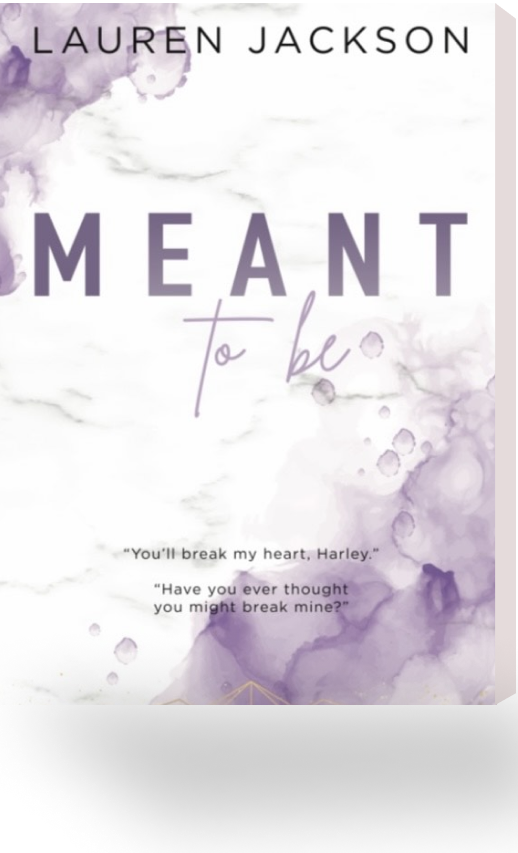 LAUREN JACKSON
MEANT
to be
“You'll break my heart, Harley.”
“Have you ever thought
you might break mine?”